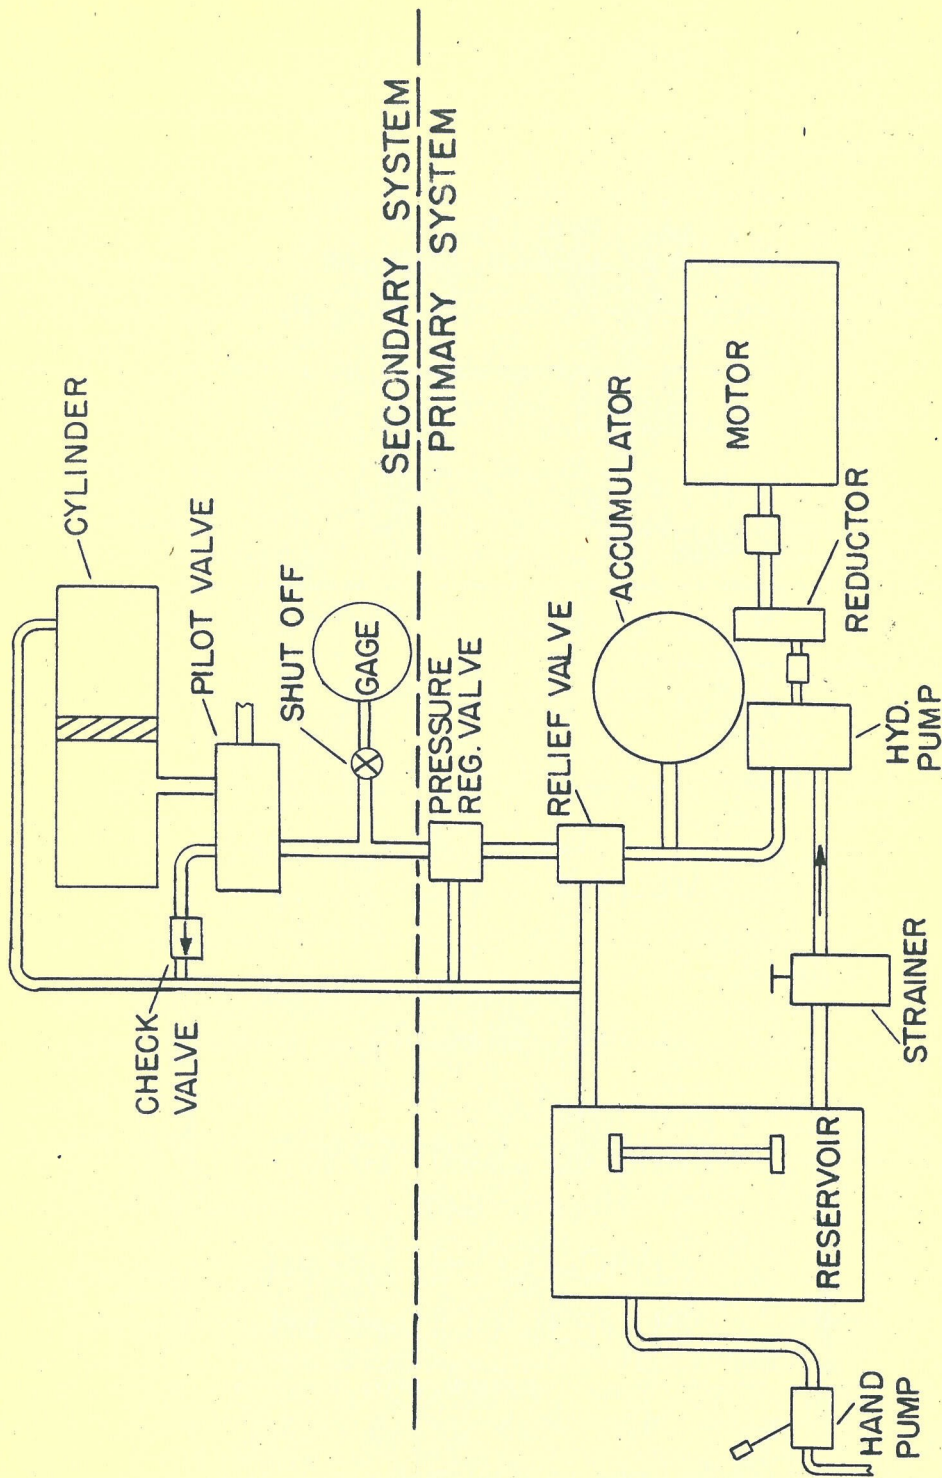 CYLINDER
PILOT VALVE
SHUT OFF
GAGE
CHECK
VALVE
SECONDARY SYSTEM
PRIMARY SYSTEM
PRESSURE
REG. VALVE
RELIEF VALVE
ACCUMULATOR
MOTOR
REDUCTOR
HYD.
PUMP
STRAINER
RESERVOIR
HAND
PUMP